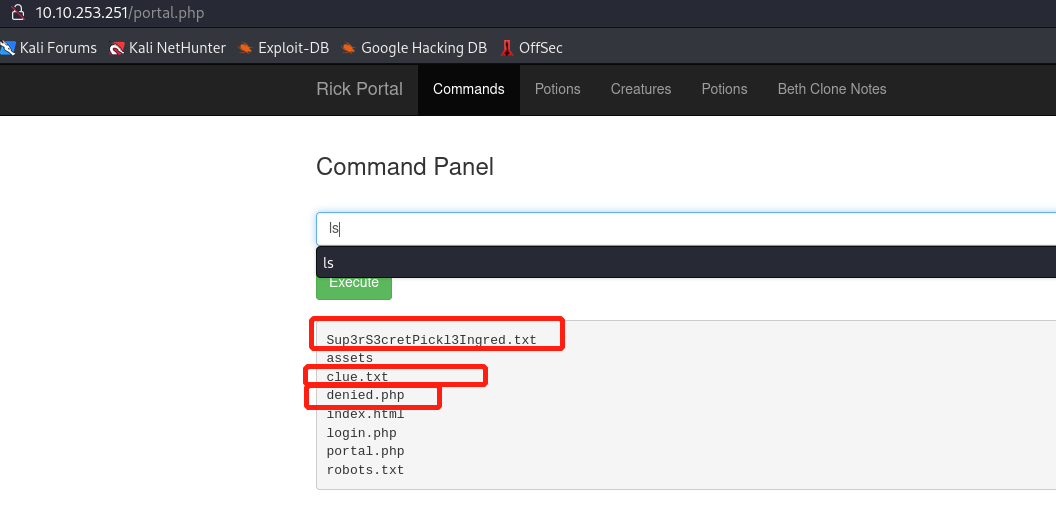 10.10.253.251/portal.php
Kali Forums Kali NetHunter Exploit-DB Google Hacking DB OffSec
Rick Portal Commands Potions Creatures Potions Beth Clone Notes
Command Panel
ls
ls
Execute
Sup3rS3cretPickl3Ingred.txt
assets
clue.txt
denied.php
index.html
login.php
portal.php
robots.txt